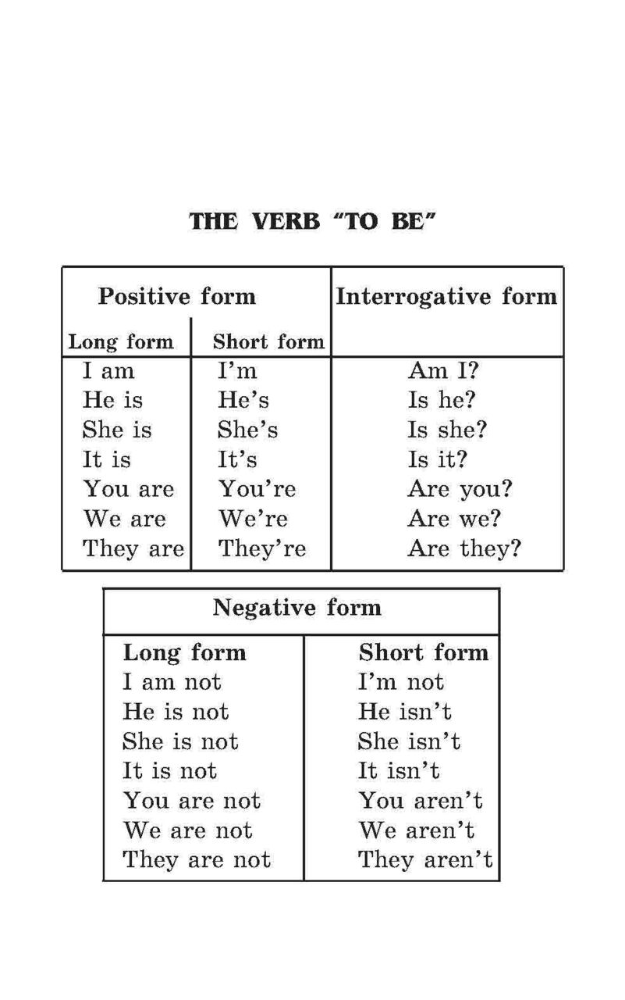 THE VERB “TO BE”
Positive form Interrogative form
Long form Short form
I am I’m Am I?
He is He’s Is he?
She is She’s Is she?
It is It’s Is it?
You are You’re Are you?
We are We’re Are we?
They are They’re Are they?
Negative form
Long form Short form
I am not I’m not
He is not He isn’t
She is not She isn’t
It is not It isn’t
You are not You aren’t
We are not We aren’t
They are not They aren’t